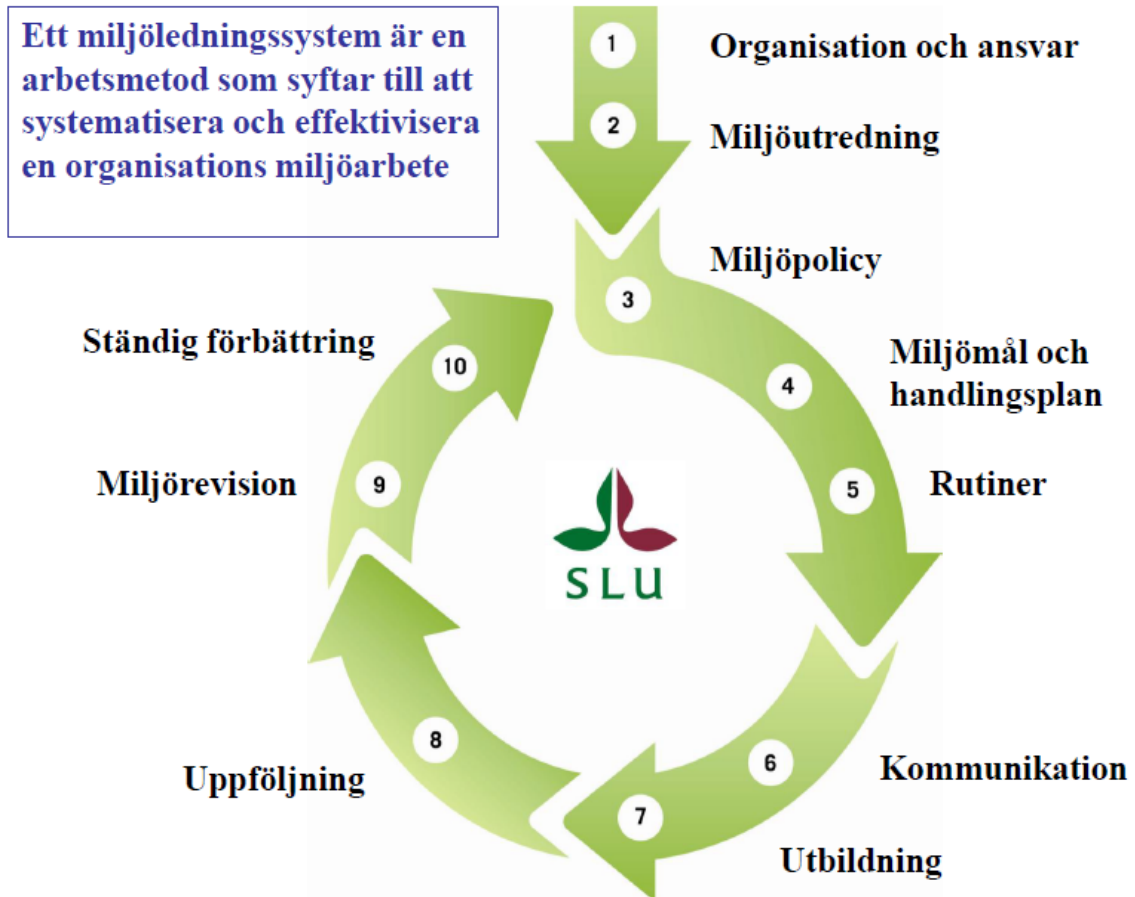 Ett miljöledningssystem är en
arbetsmetod som syftar till att
systematisera och effektivisera
en organisations miljöarbete
1 Organisation och ansvar
2 Miljöutredning
3 Miljöpolicy
4 Miljömål och
handlingsplan
5 Rutiner
6 Kommunikation
7 Utbildning
8 Uppföljning
9 Miljörevision
10 Ständig förbättring
SLU